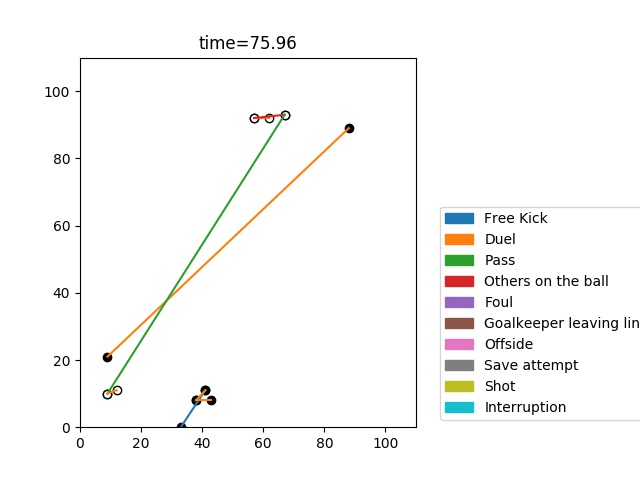 time=75.96
100
80
60
40
20
0
0 20 40 60 80 100
Free Kick
Duel
Pass
Others on the ball
Foul
Goalkeeper leaving lin
Offside
Save attempt
Shot
Interruption